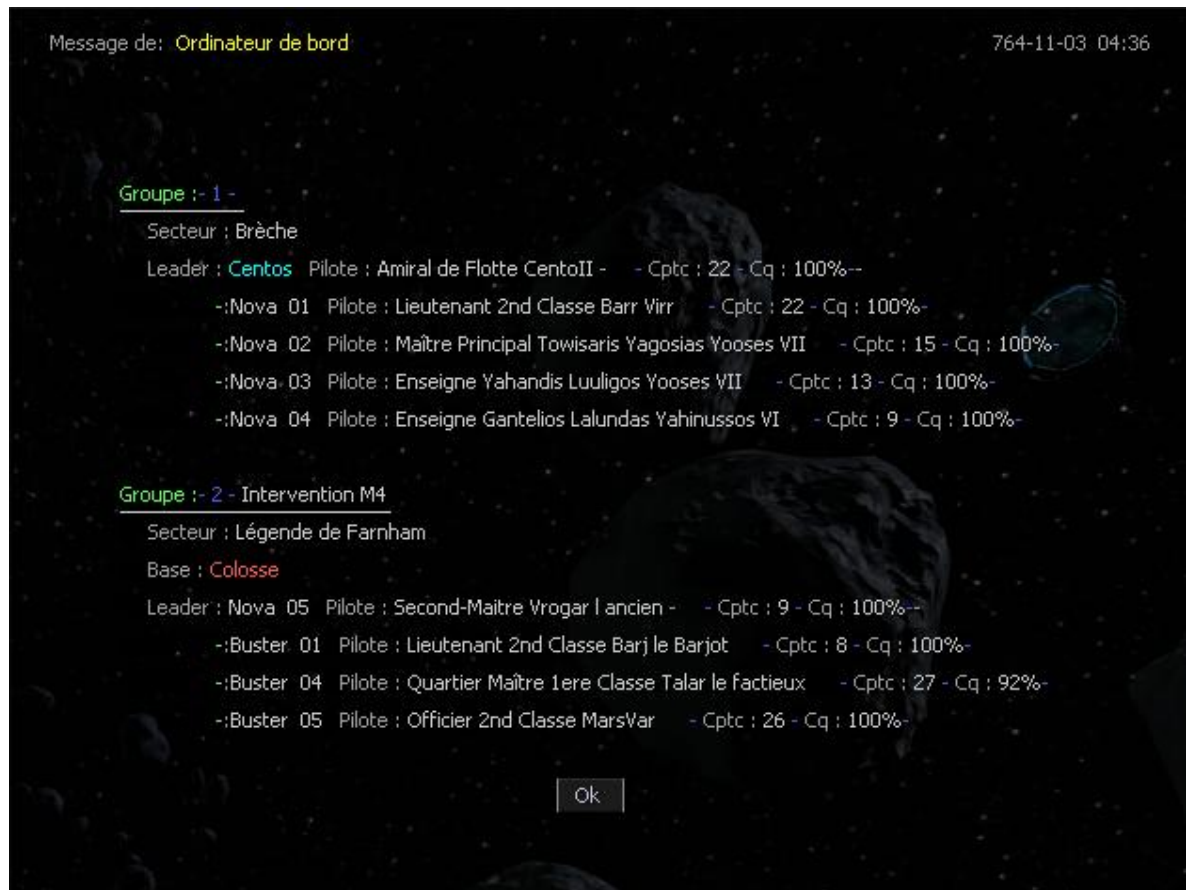 Message de: Ordinateur de bord 764-11-03 04:36
Groupe :- 1 -
Secteur : Brèche
Leader : Centos Pilote : Amiral de Flotte CentoII - - Cptc : 22 - Cq : 100%--
-:Nova 01 Pilote : Lieutenant 2nd Classe Barr Virr - Cptc : 22 - Cq : 100%-
-:Nova 02 Pilote : Maître Principal Towisaris Yagosias Yooses VII - Cptc : 15 - Cq : 100%-
-:Nova 03 Pilote : Enseigne Yahandis Luuligos Yooses VII - Cptc : 13 - Cq : 100%-
-:Nova 04 Pilote : Enseigne Gantelios Lalundas Yahinussos VI - Cptc : 9 - Cq : 100%-
Groupe :- 2 - Intervention M4
Secteur : Légende de Farnham
Base : Colosse
Leader : Nova 05 Pilote : Second-Maitre Vrogar l ancien - - Cptc : 9 - Cq : 100%--
-:Buster 01 Pilote : Lieutenant 2nd Classe Barj le Barjot - Cptc : 8 - Cq : 100%-
-:Buster 04 Pilote : Quartier Maître 1ere Classe Talar le factieux - Cptc : 27 - Cq : 92%-
-:Buster 05 Pilote : Officier 2nd Classe MarsVar - Cptc : 26 - Cq : 100%-
Ok